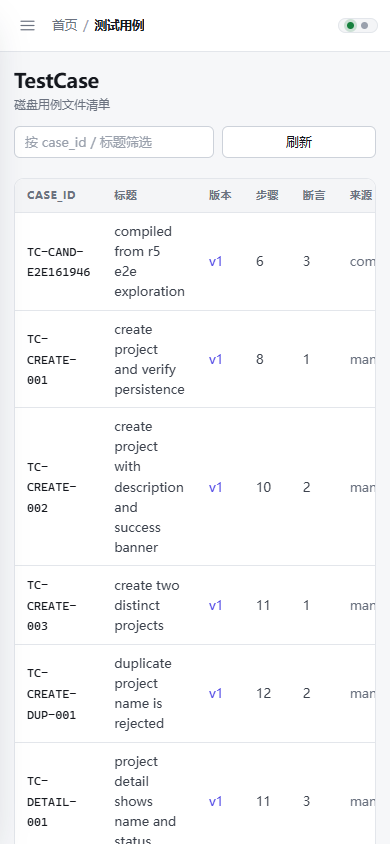 首页 / 测试用例
TestCase
磁盘用例文件清单
按 case_id / 标题筛选
刷新
CASE_ID 标题 版本 步骤 断言 来源
TC-CAND-E2E161946 compiled from r5 e2e exploration v1 6 3 com
TC-CREATE-001 create project and verify persistence v1 8 1 man
TC-CREATE-002 create project with description and success banner v1 10 2 man
TC-CREATE-003 create two distinct projects v1 11 1 man
TC-CREATE-DUP-001 duplicate project name is rejected v1 12 2 man
TC-DETAIL-001 project detail shows name and status v1 11 3 man